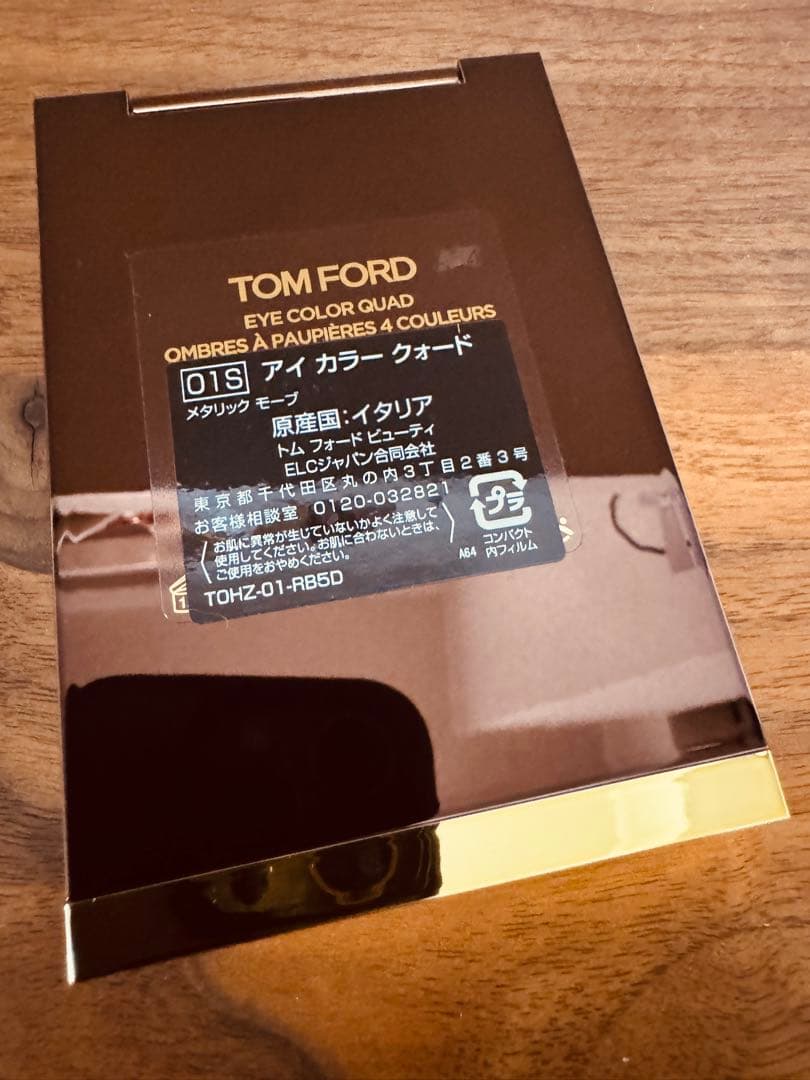 TOM FORD
EYE COLOR QUAD
OMBRES À PAUPIÈRES 4 COULEURS
01S アイ カラー クォード
メタリック モーブ
原産国:イタリア
トム フォード ビューティ
ELCジャパン合同会社
東京都千代田区丸の内3丁目2番3号
お客様相談室 0120-032821
お肌に異常が生じていないかよく注意して
使用してください。お肌に合わないときは、
ご使用をおやめください。
TOHZ-01-RB5D
プラ
コンパクト
A64 内フィルム